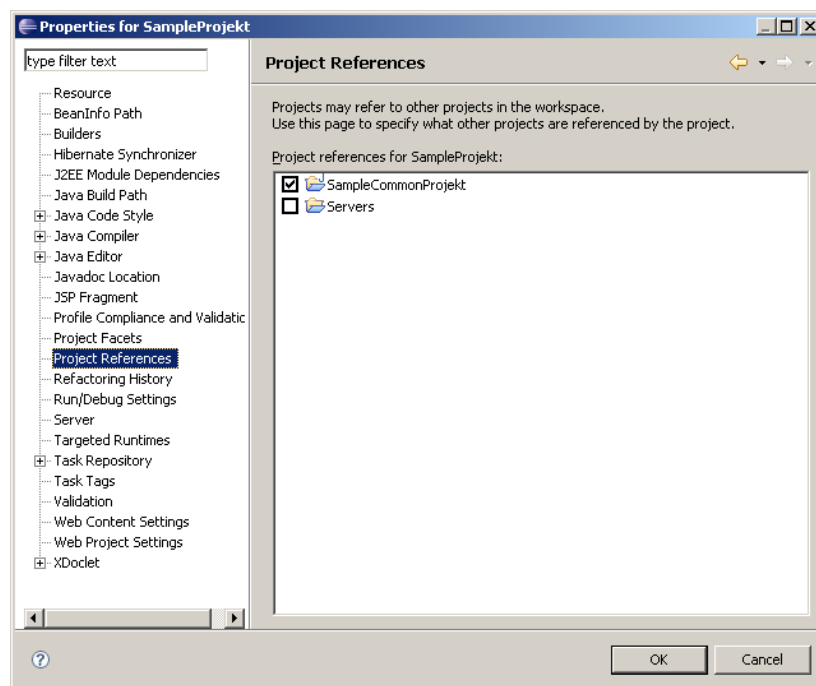 Properties for SampleProjekt
type filter text
Resource
BeanInfo Path
Builders
Hibernate Synchronizer
J2EE Module Dependencies
Java Build Path
Java Code Style
Java Compiler
Java Editor
Javadoc Location
JSP Fragment
Profile Compliance and Validatic
Project Facets
Project References
Refactoring History
Run/Debug Settings
Server
Targeted Runtimes
Task Repository
Task Tags
Validation
Web Content Settings
Web Project Settings
XDoclet
Project References
Projects may refer to other projects in the workspace.
Use this page to specify what other projects are referenced by the project.
Project references for SampleProjekt:
SampleCommonProjekt
Servers
OK
Cancel